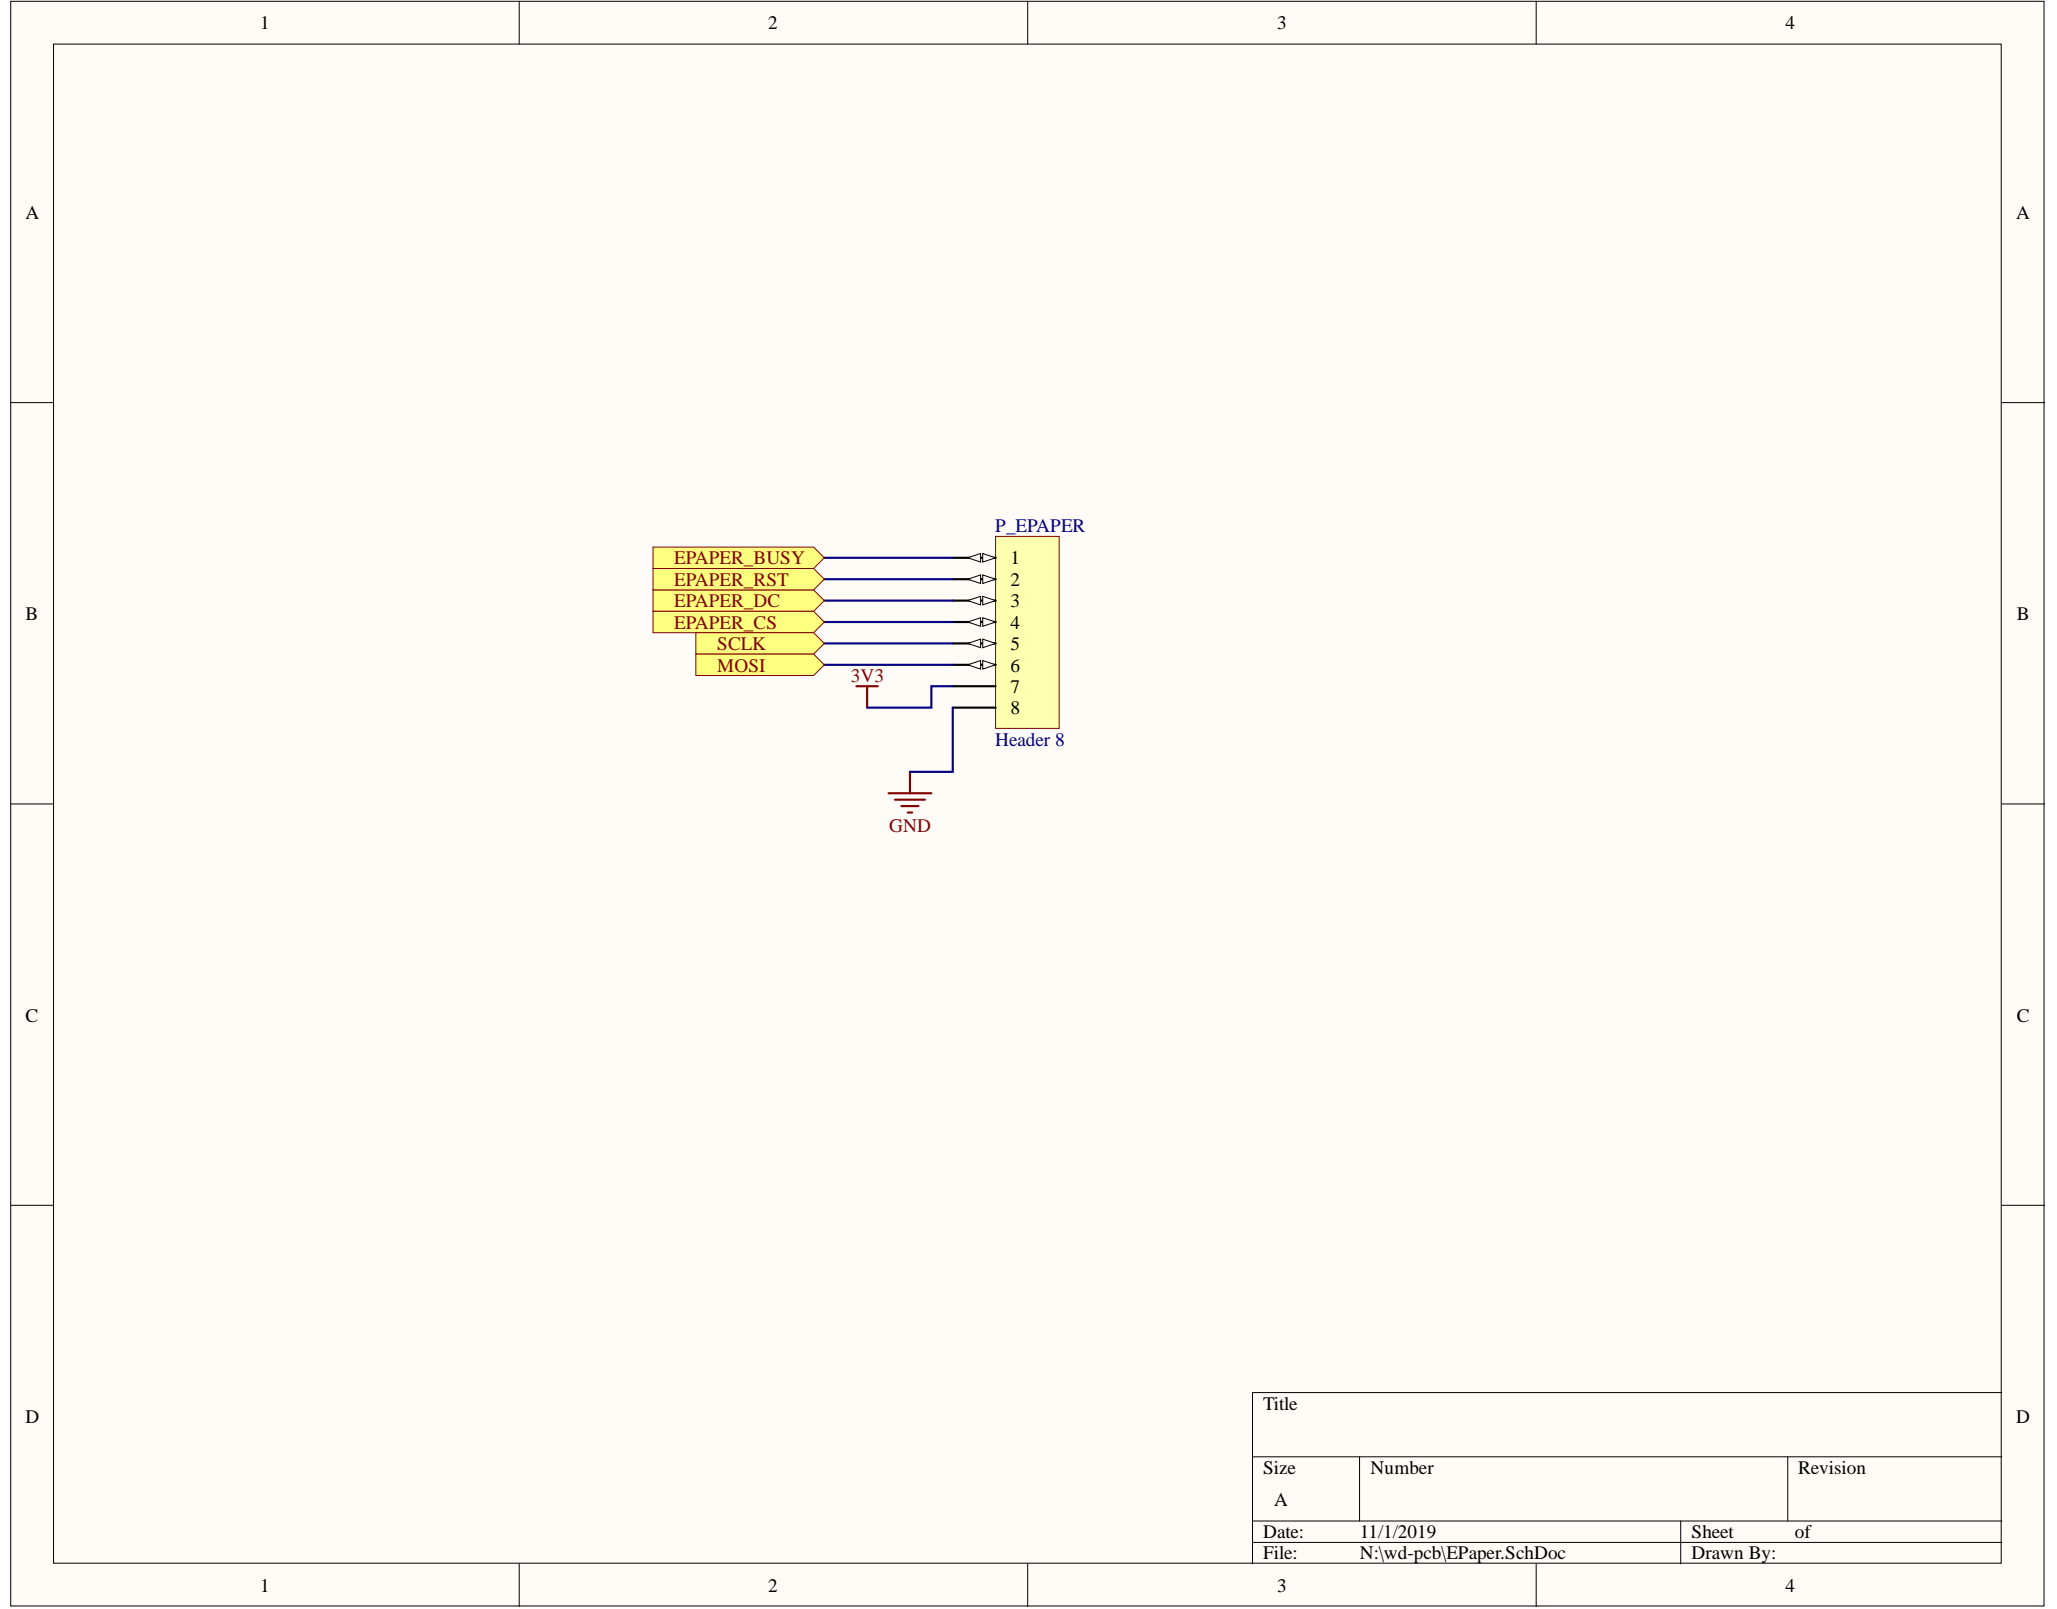 1 2 3 4
A A
P_EPAPER
EPAPER_BUSY 1
EPAPER_RST 2
EPAPER_DC 3
B B
EPAPER_CS 4
SCLK 5
MOSI 6
3V3 7
8
Header 8
GND
C C
Title
D D
Size Number Revision
A
Date: 11/1/2019 Sheet of
File: N:\wd-pcb\EPaper.SchDoc Drawn By:
1 2 3 4